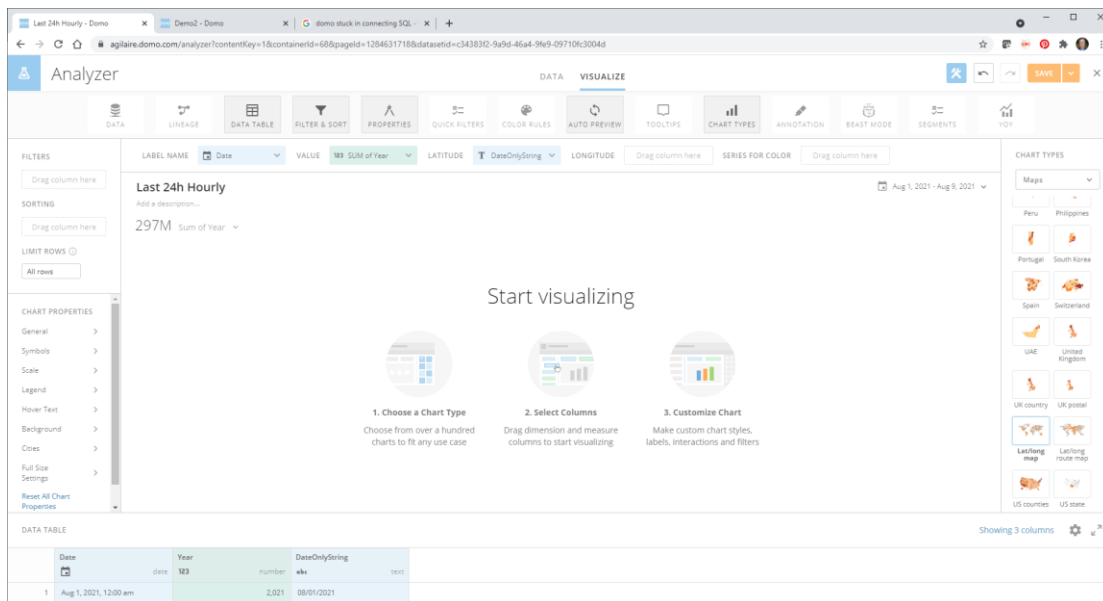 Last 24h Hourly - Domo
Demo2 - Domo
domo stuck in connecting SQL -
agilaire.domo.com/analyzer?contentKey=1&containerId=68&pageId=1284631718&datasetid=c34383f2-9a9d-46a4-9fe9-09710fc3004d
Analyzer
DATA VISUALIZE
SAVE
DATA LINEAGE DATA TABLE FILTER & SORT PROPERTIES QUICK FILTERS COLOR RULES AUTO PREVIEW TOOLTIPS CHART TYPES ANNOTATION BEAST MODE SEGMENTS YOY
FILTERS
Drag column here
SORTING
Drag column here
LIMIT ROWS
All rows
CHART PROPERTIES
General
Symbols
Scale
Legend
Hover Text
Background
Cities
Full Size
Settings
Reset All Chart
Properties
LABEL NAME Date VALUE 123 SUM of Year LATITUDE T DateOnlyString LONGITUDE Drag column here SERIES FOR COLOR Drag column here
Last 24h Hourly
Aug 1, 2021 - Aug 9, 2021
Add a description...
297M Sum of Year
Start visualizing
1. Choose a Chart Type
Choose from over a hundred
charts to fit any use case
2. Select Columns
Drag dimension and measure
columns to start visualizing
3. Customize Chart
Make custom chart styles,
labels, interactions and filters
CHART TYPES
Maps
Peru Philippines
Portugal South Korea
Spain Switzerland
UAE United
Kingdom
UK country UK postal
Lat/long
map
Lat/long
route map
US counties US state
DATA TABLE
Showing 3 columns
Date Year DateOnlyString
date 123 number abc text
1 Aug 1, 2021, 12:00 am 2,021 08/01/2021